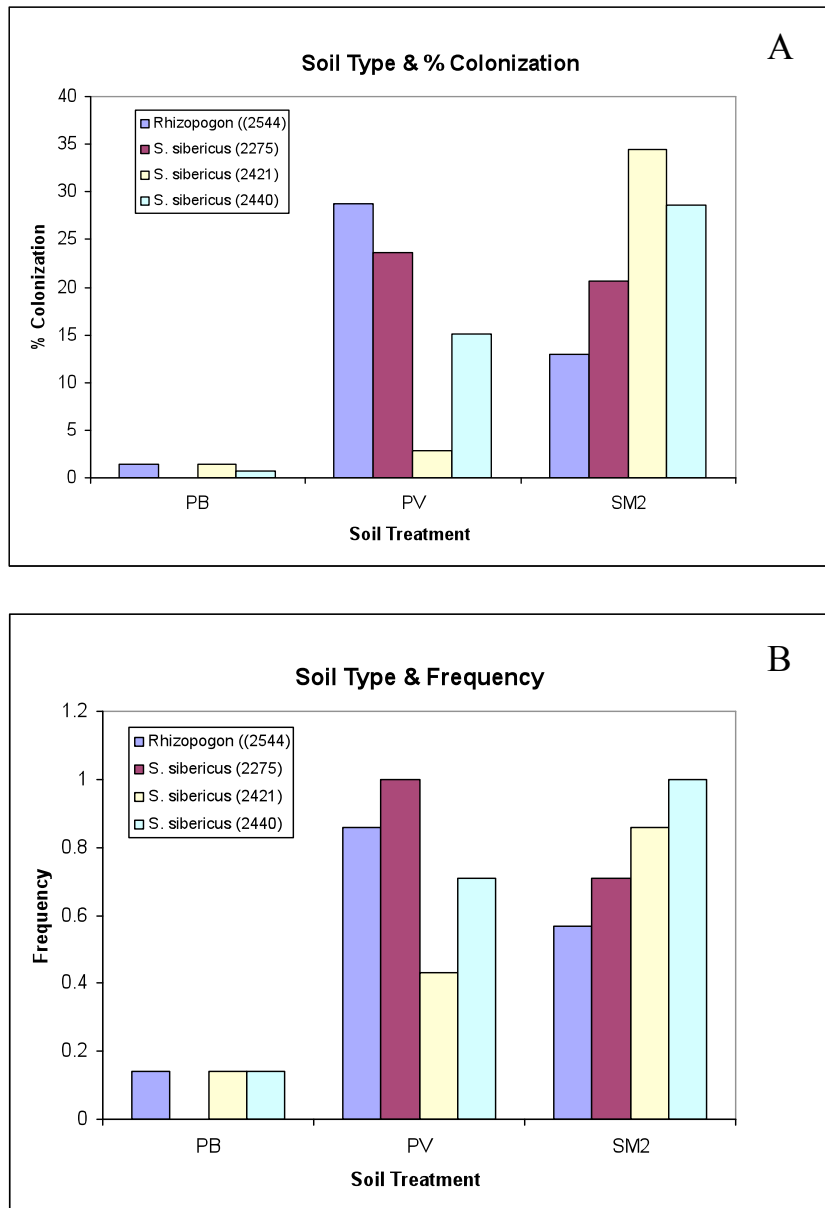 A
Soil Type & % Colonization
40
35
30
25
20
15
10
5
0
% Colonization
Rhizopogon ((2544)
S. sibericus (2275)
S. sibericus (2421)
S. sibericus (2440)
PB PV SM2
Soil Treatment
B
Soil Type & Frequency
1.2
1
0.8
0.6
0.4
0.2
0
Frequency
Rhizopogon ((2544)
S. sibericus (2275)
S. sibericus (2421)
S. sibericus (2440)
PB PV SM2
Soil Treatment